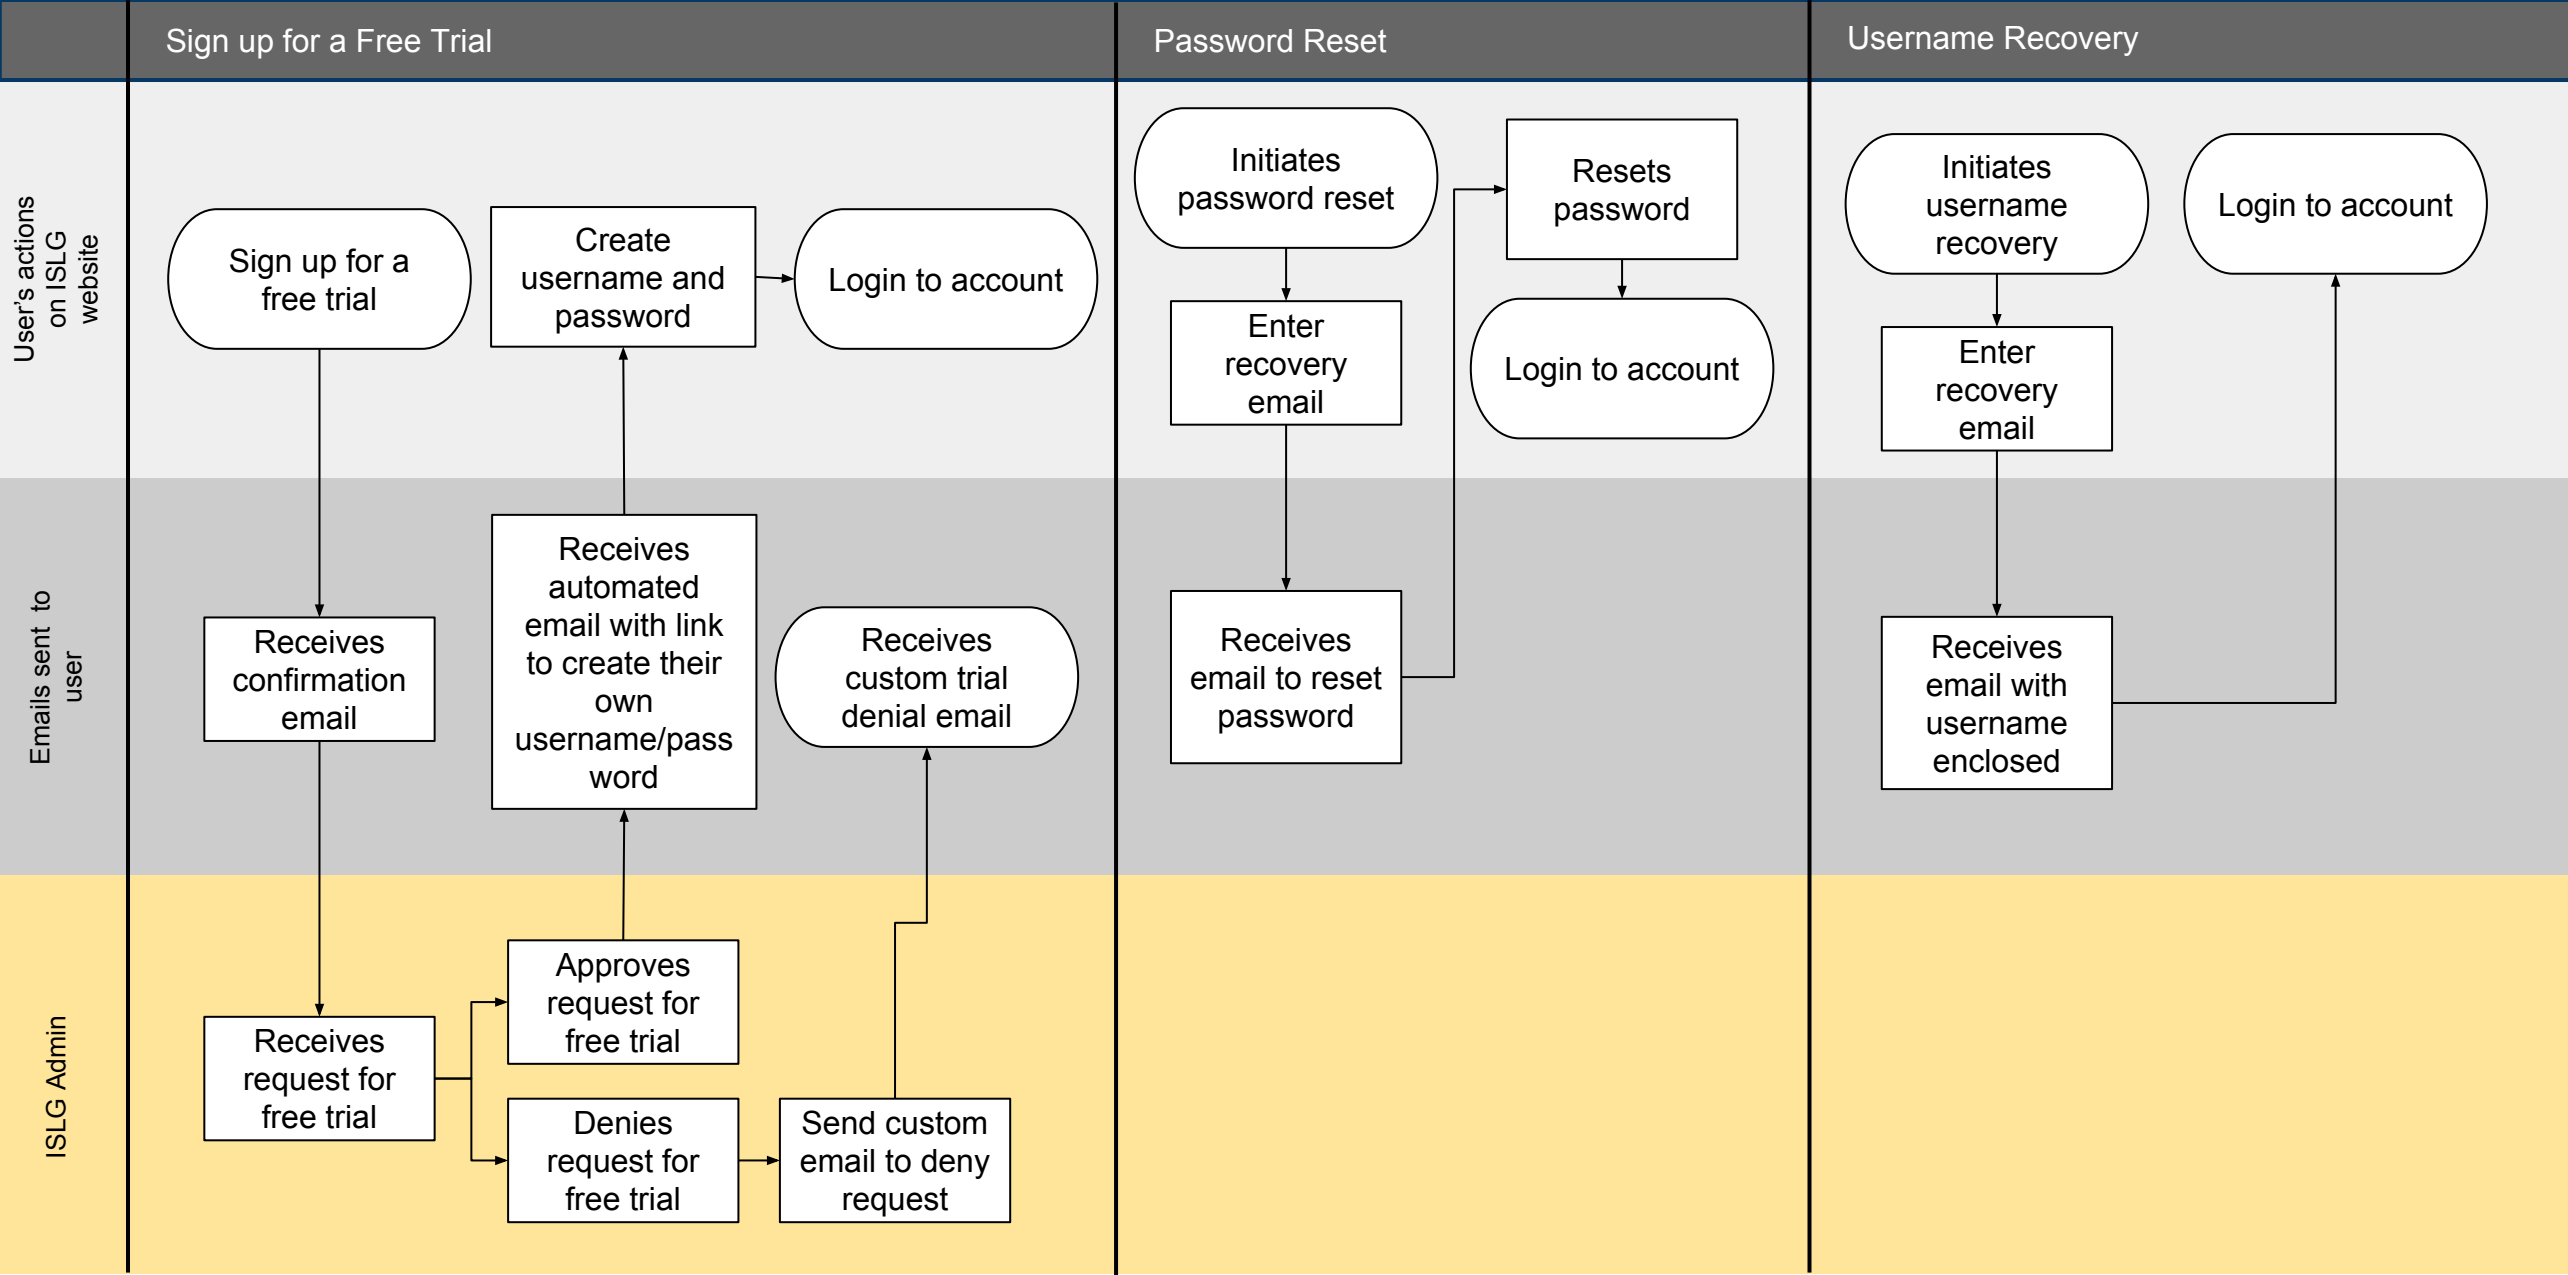 Sign up for a Free Trial
Password Reset
Username Recovery
User's actions
on ISLG
website
Sign up for a
free trial
Create
username and
password
Login to account
Initiates
password reset
Enter
recovery
email
Resets
password
Login to account
Initiates
username
recovery
Enter
recovery
email
Login to account
Emails sent  to
user
Receives
confirmation
email
Receives
automated
email with link
to create their
own
username/pass
word
Receives
custom trial
denial email
Receives
email to reset
password
Receives
email with
username
enclosed
ISLG Admin
Receives
request for
free trial
Approves
request for
free trial
Denies
request for
free trial
Send custom
email to deny
request